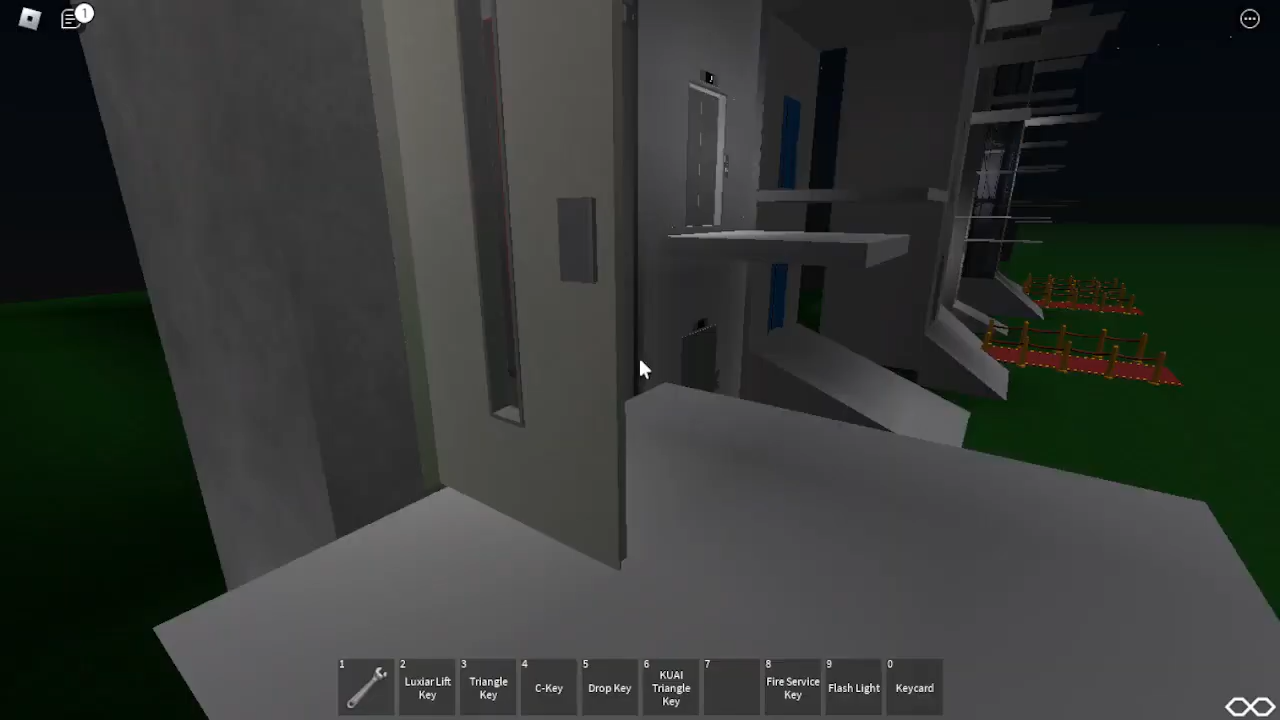 1
1
2
3
4
5
6
7
8
9
0
Luxiar Lift
Key
Triangle
Key
C-Key
Drop Key
KUAI
Triangle
Key
Fire Service
Key
Flash Light
Keycard